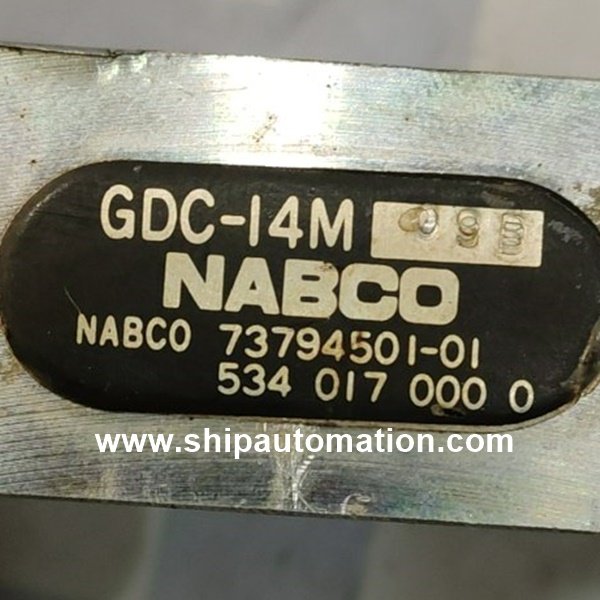 GDC-14M
NABCO
NABCO 73794501-01
534 017 000 0
www.shipautomation.com